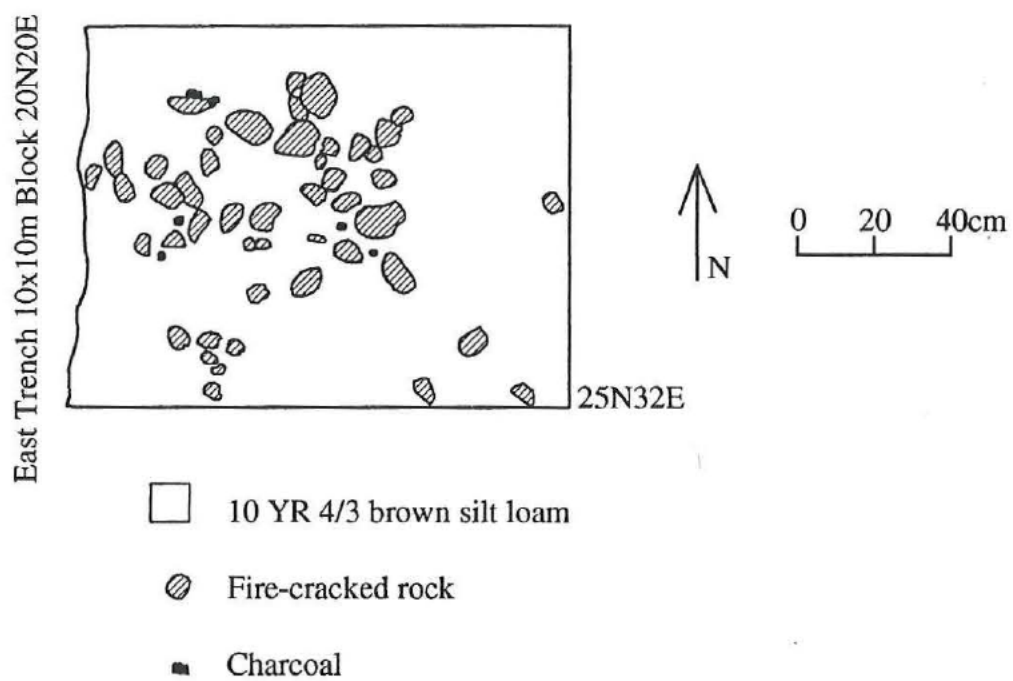 East Trench 10x10m Block 20N20E
N
0 20 40cm
25N32E
10 YR 4/3 brown silt loam
Fire-cracked rock
Charcoal